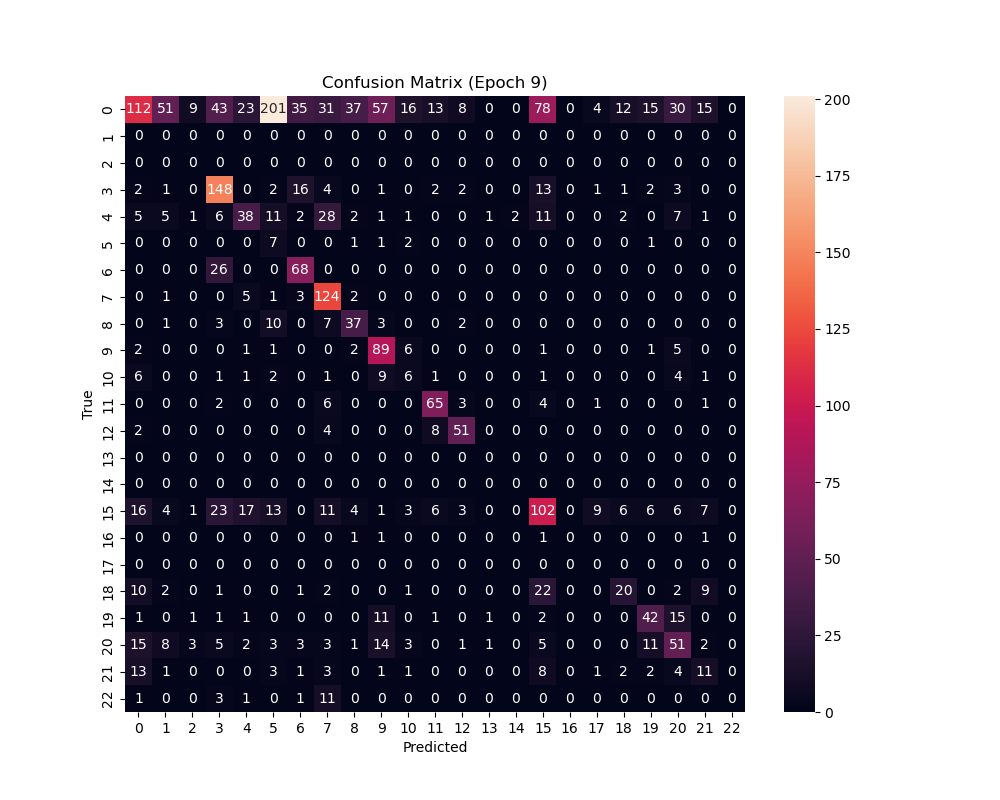 Confusion Matrix (Epoch 9)
0 112 51 9 43 23 201 35 31 37 57 16 13 8 0 0 78 0 4 12 15 30 15 0
1 0 0 0 0 0 0 0 0 0 0 0 0 0 0 0 0 0 0 0 0 0 0 0
2 0 0 0 0 0 0 0 0 0 0 0 0 0 0 0 0 0 0 0 0 0 0 0
3 2 1 0 148 0 2 16 4 0 1 0 2 2 0 0 13 0 1 1 2 3 0 0
4 5 5 1 6 38 11 2 28 2 1 1 0 0 1 2 11 0 0 2 0 7 1 0
5 0 0 0 0 0 7 0 0 1 1 2 0 0 0 0 0 0 0 0 1 0 0 0
6 0 0 0 26 0 0 68 0 0 0 0 0 0 0 0 0 0 0 0 0 0 0 0
7 0 1 0 0 5 1 3 124 2 0 0 0 0 0 0 0 0 0 0 0 0 0 0
8 0 1 0 3 0 10 0 7 37 3 0 0 2 0 0 0 0 0 0 0 0 0 0
9 2 0 0 0 1 1 0 0 2 89 6 0 0 0 0 1 0 0 0 1 5 0 0
10 6 0 0 1 1 2 0 1 0 9 6 1 0 0 0 1 0 0 0 0 4 1 0
11 0 0 0 2 0 0 0 6 0 0 0 65 3 0 0 4 0 1 0 0 0 1 0
12 2 0 0 0 0 0 0 4 0 0 0 8 51 0 0 0 0 0 0 0 0 0 0
13 0 0 0 0 0 0 0 0 0 0 0 0 0 0 0 0 0 0 0 0 0 0 0
14 0 0 0 0 0 0 0 0 0 0 0 0 0 0 0 0 0 0 0 0 0 0 0
15 16 4 1 23 17 13 0 11 4 1 3 6 3 0 0 102 0 9 6 6 6 7 0
16 0 0 0 0 0 0 0 0 1 1 0 0 0 0 0 1 0 0 0 0 0 1 0
17 0 0 0 0 0 0 0 0 0 0 0 0 0 0 0 0 0 0 0 0 0 0 0
18 10 2 0 1 0 0 1 2 0 0 1 0 0 0 0 22 0 0 20 0 2 9 0
19 1 0 1 1 1 0 0 0 0 11 0 1 0 1 0 2 0 0 0 42 15 0 0
20 15 8 3 5 2 3 3 3 1 14 3 0 1 1 0 5 0 0 0 11 51 2 0
21 13 1 0 0 0 3 1 3 0 1 1 0 0 0 0 8 0 1 2 2 4 11 0
22 1 0 0 3 1 0 1 11 0 0 0 0 0 0 0 0 0 0 0 0 0 0 0
0 1 2 3 4 5 6 7 8 9 10 11 12 13 14 15 16 17 18 19 20 21 22
True
Predicted
200
175
150
125
100
75
50
25
0